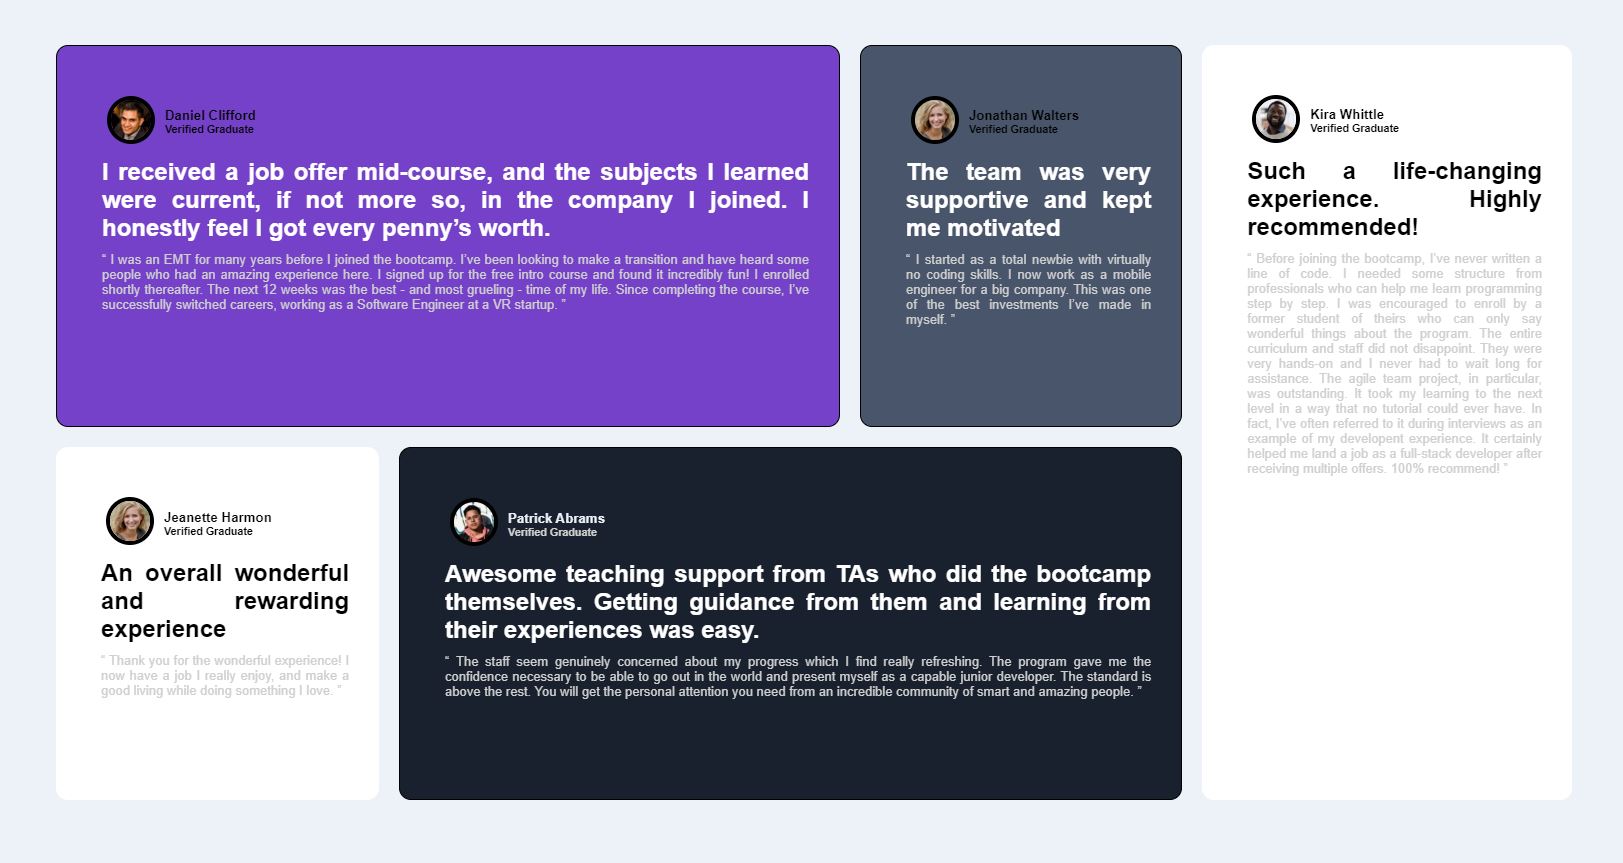 Daniel Clifford
Verified Graduate
I received a job offer mid-course, and the subjects I learned
were current, if not more so, in the company I joined. I
honestly feel I got every penny’s worth.
“ I was an EMT for many years before I joined the bootcamp. I’ve been looking to make a transition and have heard some
people who had an amazing experience here. I signed up for the free intro course and found it incredibly fun! I enrolled
shortly thereafter. The next 12 weeks was the best - and most grueling - time of my life. Since completing the course, I’ve
successfully switched careers, working as a Software Engineer at a VR startup. ”
Jonathan Walters
Verified Graduate
The team was very
supportive and kept
me motivated
“ I started as a total newbie with virtually
no coding skills. I now work as a mobile
engineer for a big company. This was one
of the best investments I’ve made in
myself. ”
Kira Whittle
Verified Graduate
Such a life-changing
experience. Highly
recommended!
“ Before joining the bootcamp, I’ve never written a
line of code. I needed some structure from
professionals who can help me learn programming
step by step. I was encouraged to enroll by a
former student of theirs who can only say
wonderful things about the program. The entire
curriculum and staff did not disappoint. They were
very hands-on and I never had to wait long for
assistance. The agile team project, in particular,
was outstanding. It took my learning to the next
level in a way that no tutorial could ever have. In
fact, I’ve often referred to it during interviews as an
example of my developent experience. It certainly
helped me land a job as a full-stack developer after
receiving multiple offers. 100% recommend! ”
Jeanette Harmon
Verified Graduate
An overall wonderful
and rewarding
experience
“ Thank you for the wonderful experience! I
now have a job I really enjoy, and make a
good living while doing something I love. ”
Patrick Abrams
Verified Graduate
Awesome teaching support from TAs who did the bootcamp
themselves. Getting guidance from them and learning from
their experiences was easy.
“ The staff seem genuinely concerned about my progress which I find really refreshing. The program gave me the
confidence necessary to be able to go out in the world and present myself as a capable junior developer. The standard is
above the rest. You will get the personal attention you need from an incredible community of smart and amazing people. ”